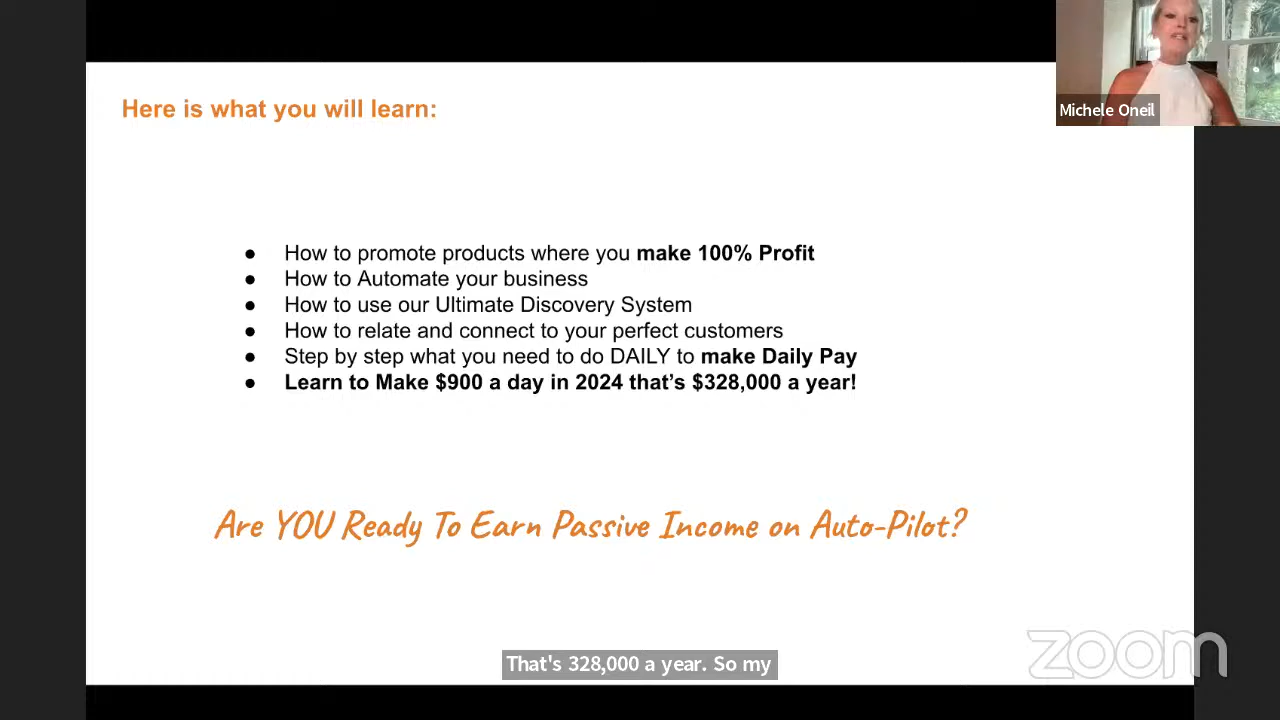 Here is what you will learn:
Michele Oneil
● How to promote products where you make 100% Profit
● How to Automate your business
● How to use our Ultimate Discovery System
● How to relate and connect to your perfect customers
● Step by step what you need to do DAILY to make Daily Pay
● Learn to Make $900 a day in 2024 that’s $328,000 a year!
Are YOU Ready To Earn Passive Income on Auto-Pilot?
That's 328,000 a year. So my
zoom